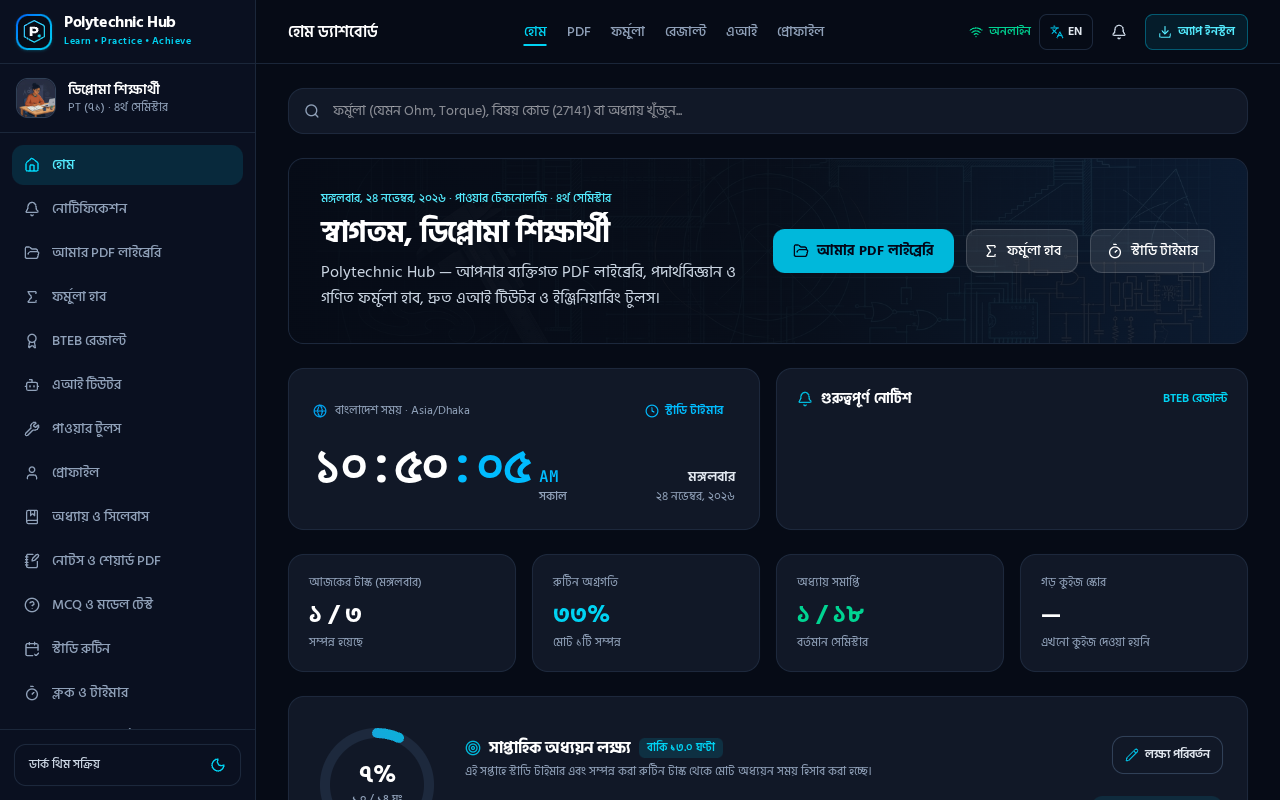 Polytechnic Hub
Learn • Practice • Achieve
ডিপ্লোমা শিক্ষার্থী
PT (৭১) · ৪র্থ সেমিস্টার
হোম
নোটিফিকেশন
আমার PDF লাইব্রেরি
ফর্মুলা হাব
BTEB রেজাল্ট
এআই টিউটর
পাওয়ার টুলস
প্রোফাইল
অধ্যায় ও সিলেবাস
নোটস ও শেয়ার্ড PDF
MCQ ও মডেল টেস্ট
স্টাডি রুটিন
ক্লক ও টাইমার
ডার্ক থিম সক্রিয়
হোম ড্যাশবোর্ড
হোম PDF ফর্মুলা রেজাল্ট এআই প্রোফাইল
অনলাইন EN অ্যাপ ইনস্টল
ফর্মুলা (যেমন Ohm, Torque), বিষয় কোড (27141) বা অধ্যায় খুঁজুন...
মঙ্গলবার, ২৪ নভেম্বর, ২০২৬ · পাওয়ার টেকনোলজি · ৪র্থ সেমিস্টার
স্বাগতম, ডিপ্লোমা শিক্ষার্থী
Polytechnic Hub — আপনার ব্যক্তিগত PDF লাইব্রেরি, পদার্থবিজ্ঞান ও
গণিত ফর্মুলা হাব, দ্রুত এআই টিউটর ও ইঞ্জিনিয়ারিং টুলস।
আমার PDF লাইব্রেরি ফর্মুলা হাব স্টাডি টাইমার
বাংলাদেশ সময় · Asia/Dhaka স্টাডি টাইমার
১০:৫০:০৫ AM
সকাল
মঙ্গলবার
২৪ নভেম্বর, ২০২৬
গুরুত্বপূর্ণ নোটিশ BTEB রেজাল্ট
আজকের টাস্ক (মঙ্গলবার)
১ / ৩
সম্পন্ন হয়েছে
রুটিন অগ্রগতি
৩৩%
মোট ১টি সম্পন্ন
অধ্যায় সমাপ্তি
১ / ১৮
বর্তমান সেমিস্টার
গড় কুইজ স্কোর
—
এখনো কুইজ দেওয়া হয়নি
৭%
সাপ্তাহিক অধ্যয়ন লক্ষ্য বাকি ১৩.০ ঘণ্টা
এই সপ্তাহে স্টাডি টাইমার এবং সম্পন্ন করা রুটিন টাস্ক থেকে মোট অধ্যয়ন সময় হিসাব করা হচ্ছে।
লক্ষ্য পরিবর্তন